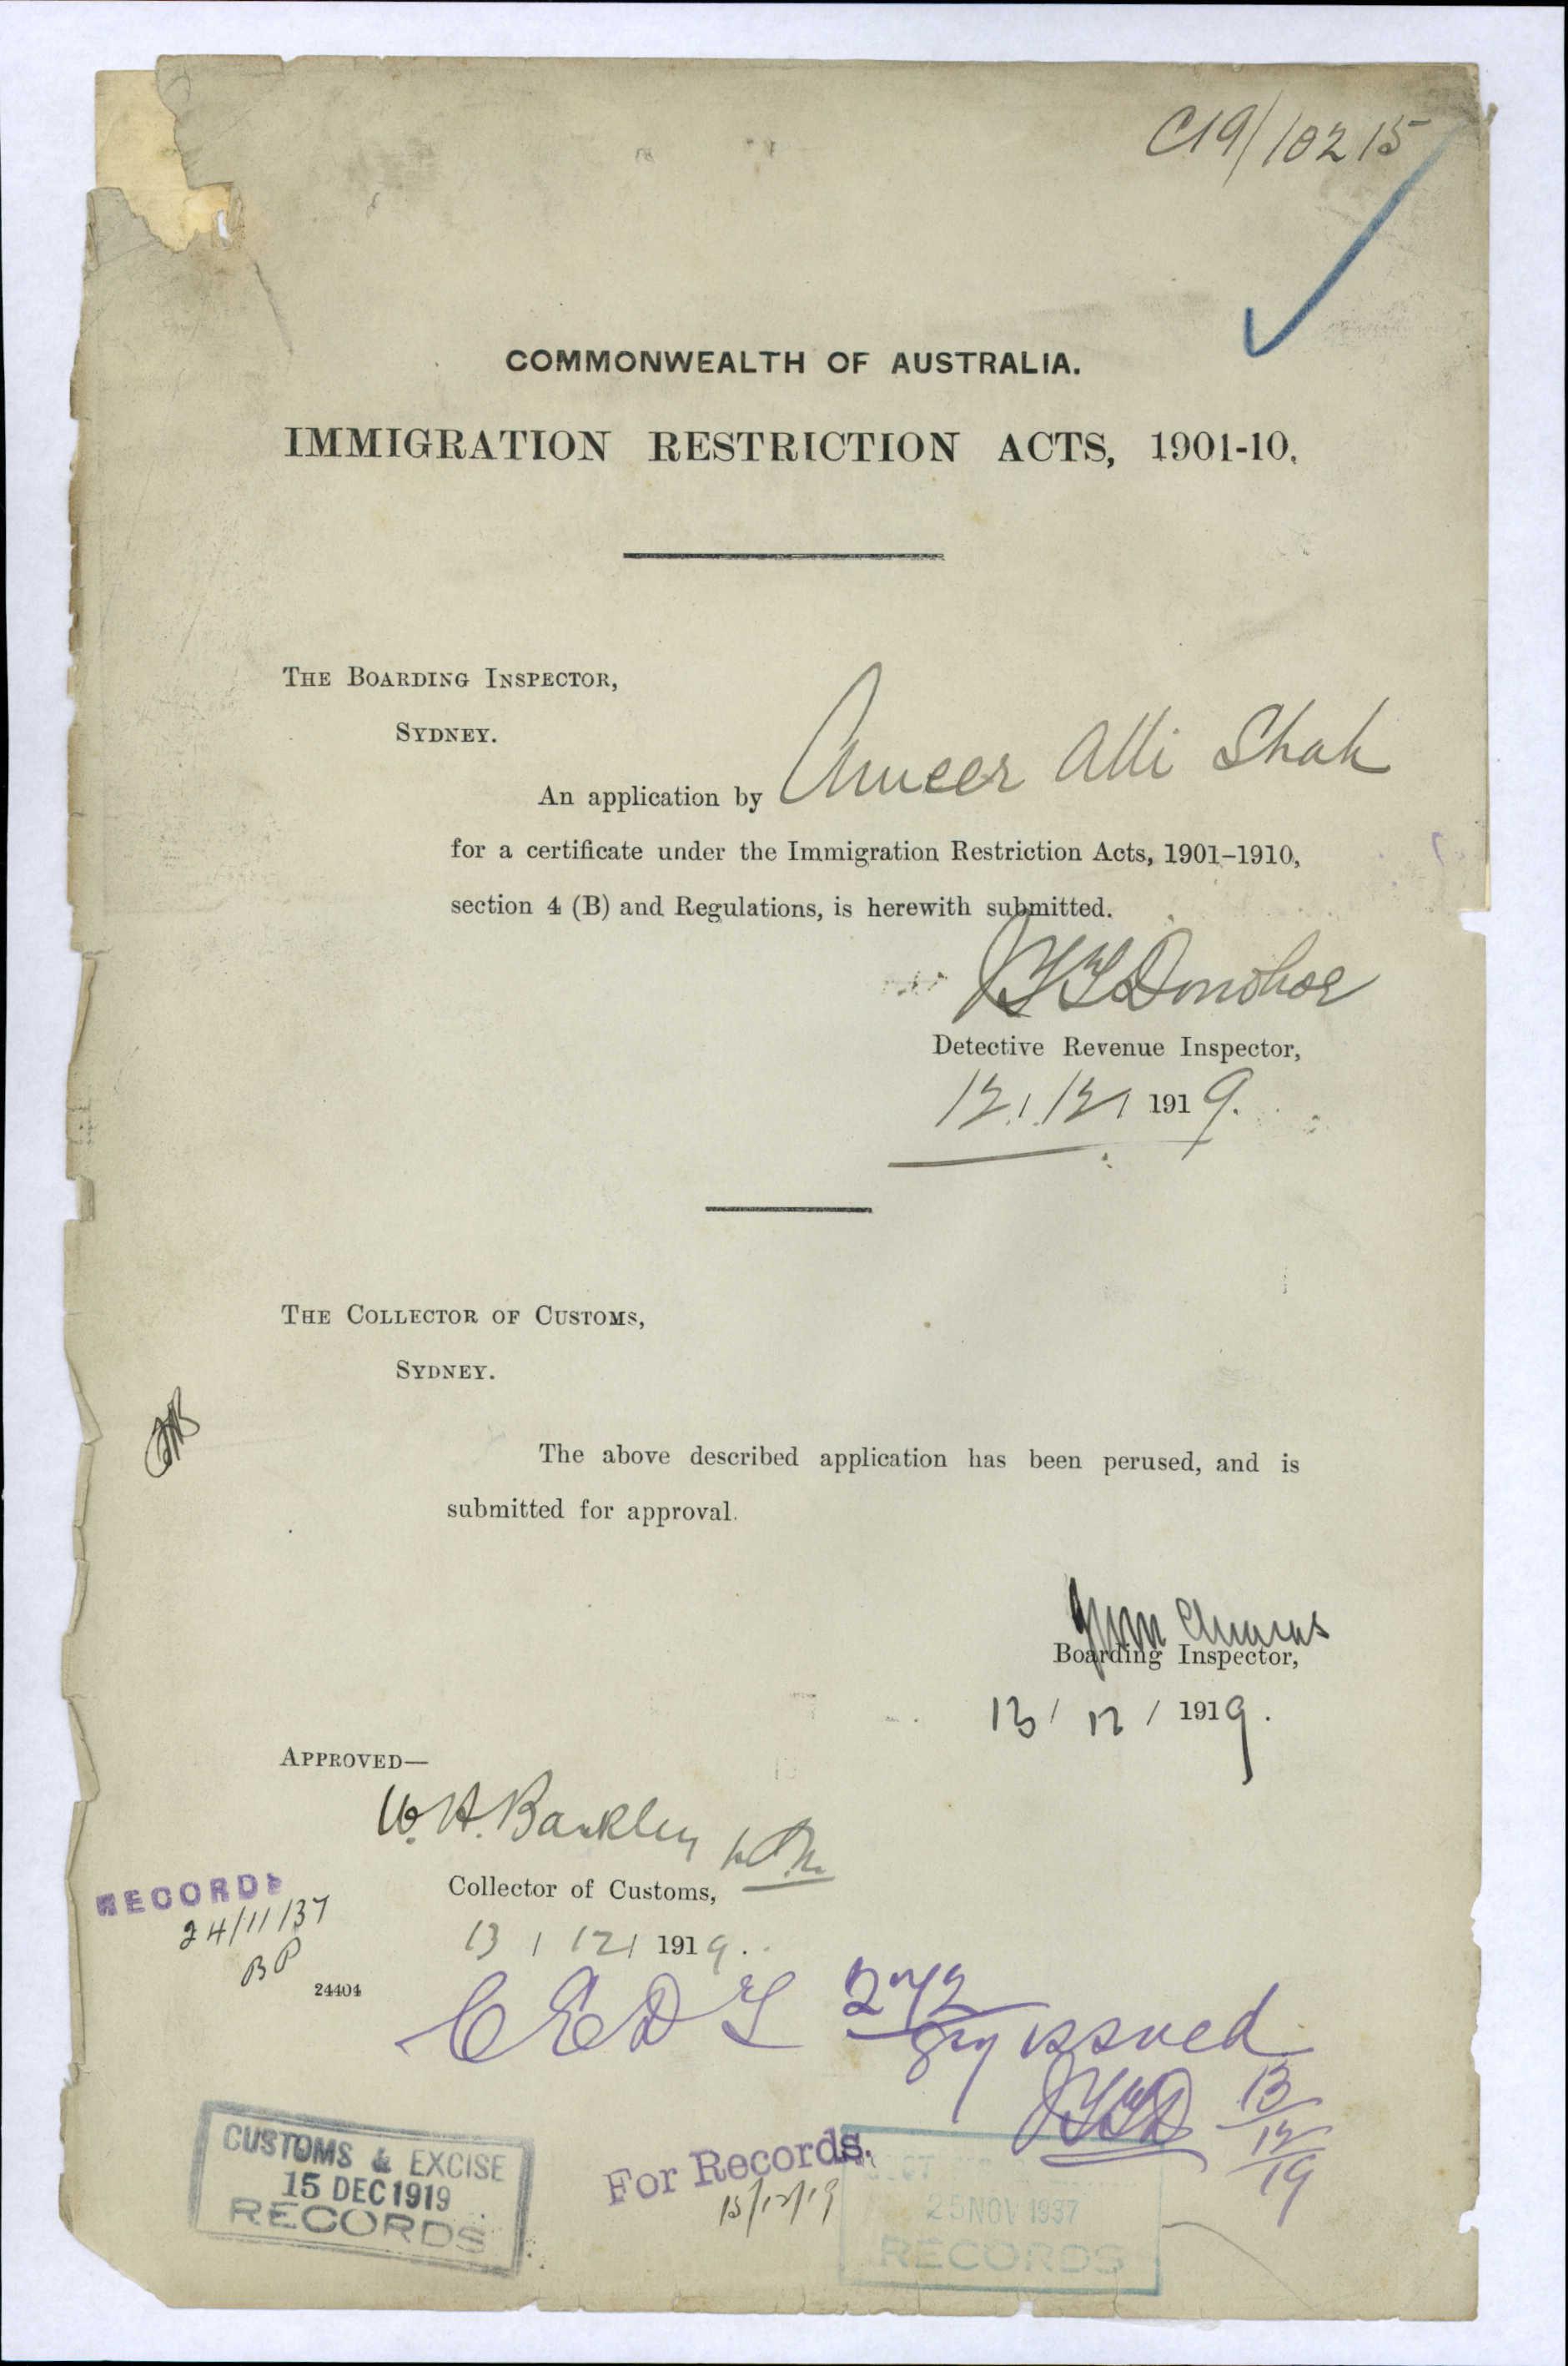 C19/10215
COMMONWEALTH OF AUSTRALIA.
IMMIGRATION RESTRICTION ACTS, 1901-10.
THE BOARDING INSPECTOR,
SYDNEY.
An application by Ameer Alli Shah
for a certificate under the Immigration Restriction Acts, 1901–1910,
section 4 (B) and Regulations, is herewith submitted.
Donohoe
Detective Revenue Inspector,
12/12/1919.
THE COLLECTOR OF CUSTOMS,
SYDNEY.
The above described application has been perused, and is
submitted for approval.
Boarding Inspector,
13/12/1919.
APPROVED—
W. H. Barkley
Collector of Customs,
13/12/1919.
RECORDS
24/11/37
BP
24404
CEDT issued
13/12/19
CUSTOMS & EXCISE
15 DEC 1919
RECORDS
For Records.
15/12/19
25 NOV 1937
RECORDS